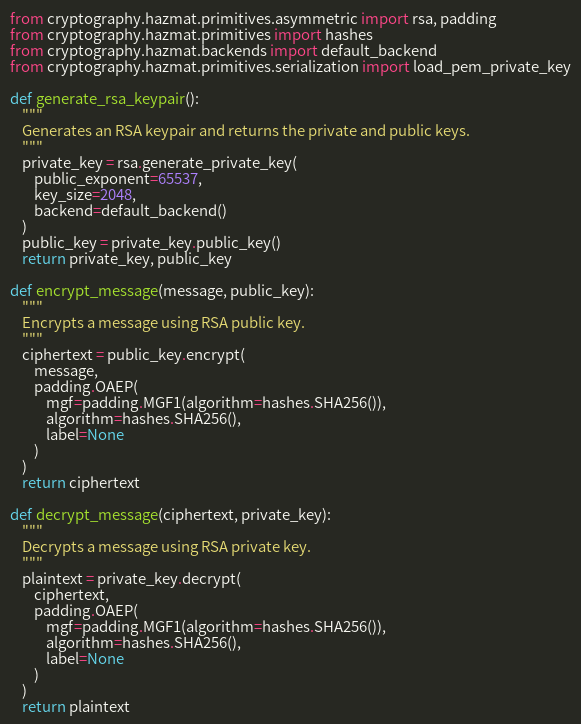 from cryptography.hazmat.primitives.asymmetric import rsa, padding
from cryptography.hazmat.primitives import hashes
from cryptography.hazmat.backends import default_backend
from cryptography.hazmat.primitives.serialization import load_pem_private_key

def generate_rsa_keypair():
    """
    Generates an RSA keypair and returns the private and public keys.
    """
    private_key = rsa.generate_private_key(
        public_exponent=65537,
        key_size=2048,
        backend=default_backend()
    )
    public_key = private_key.public_key()
    return private_key, public_key

def encrypt_message(message, public_key):
    """
    Encrypts a message using RSA public key.
    """
    ciphertext = public_key.encrypt(
        message,
        padding.OAEP(
            mgf=padding.MGF1(algorithm=hashes.SHA256()),
            algorithm=hashes.SHA256(),
            label=None
        )
    )
    return ciphertext

def decrypt_message(ciphertext, private_key):
    """
    Decrypts a message using RSA private key.
    """
    plaintext = private_key.decrypt(
        ciphertext,
        padding.OAEP(
            mgf=padding.MGF1(algorithm=hashes.SHA256()),
            algorithm=hashes.SHA256(),
            label=None
        )
    )
    return plaintext